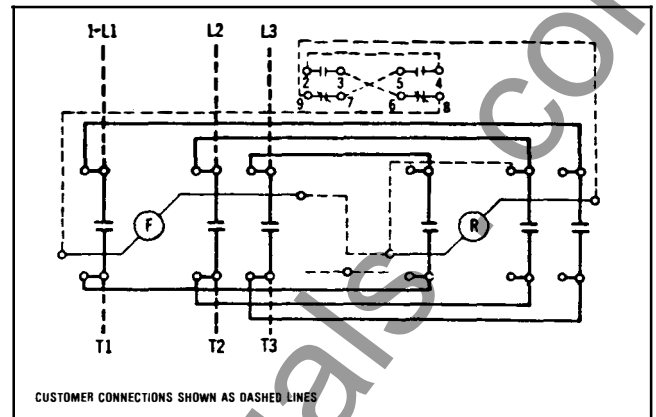 1-L1 L2 L3
2 3 5 4
9 7 6 8
F R
T1 T2 T3
CUSTOMER CONNECTIONS SHOWN AS DASHED LINES